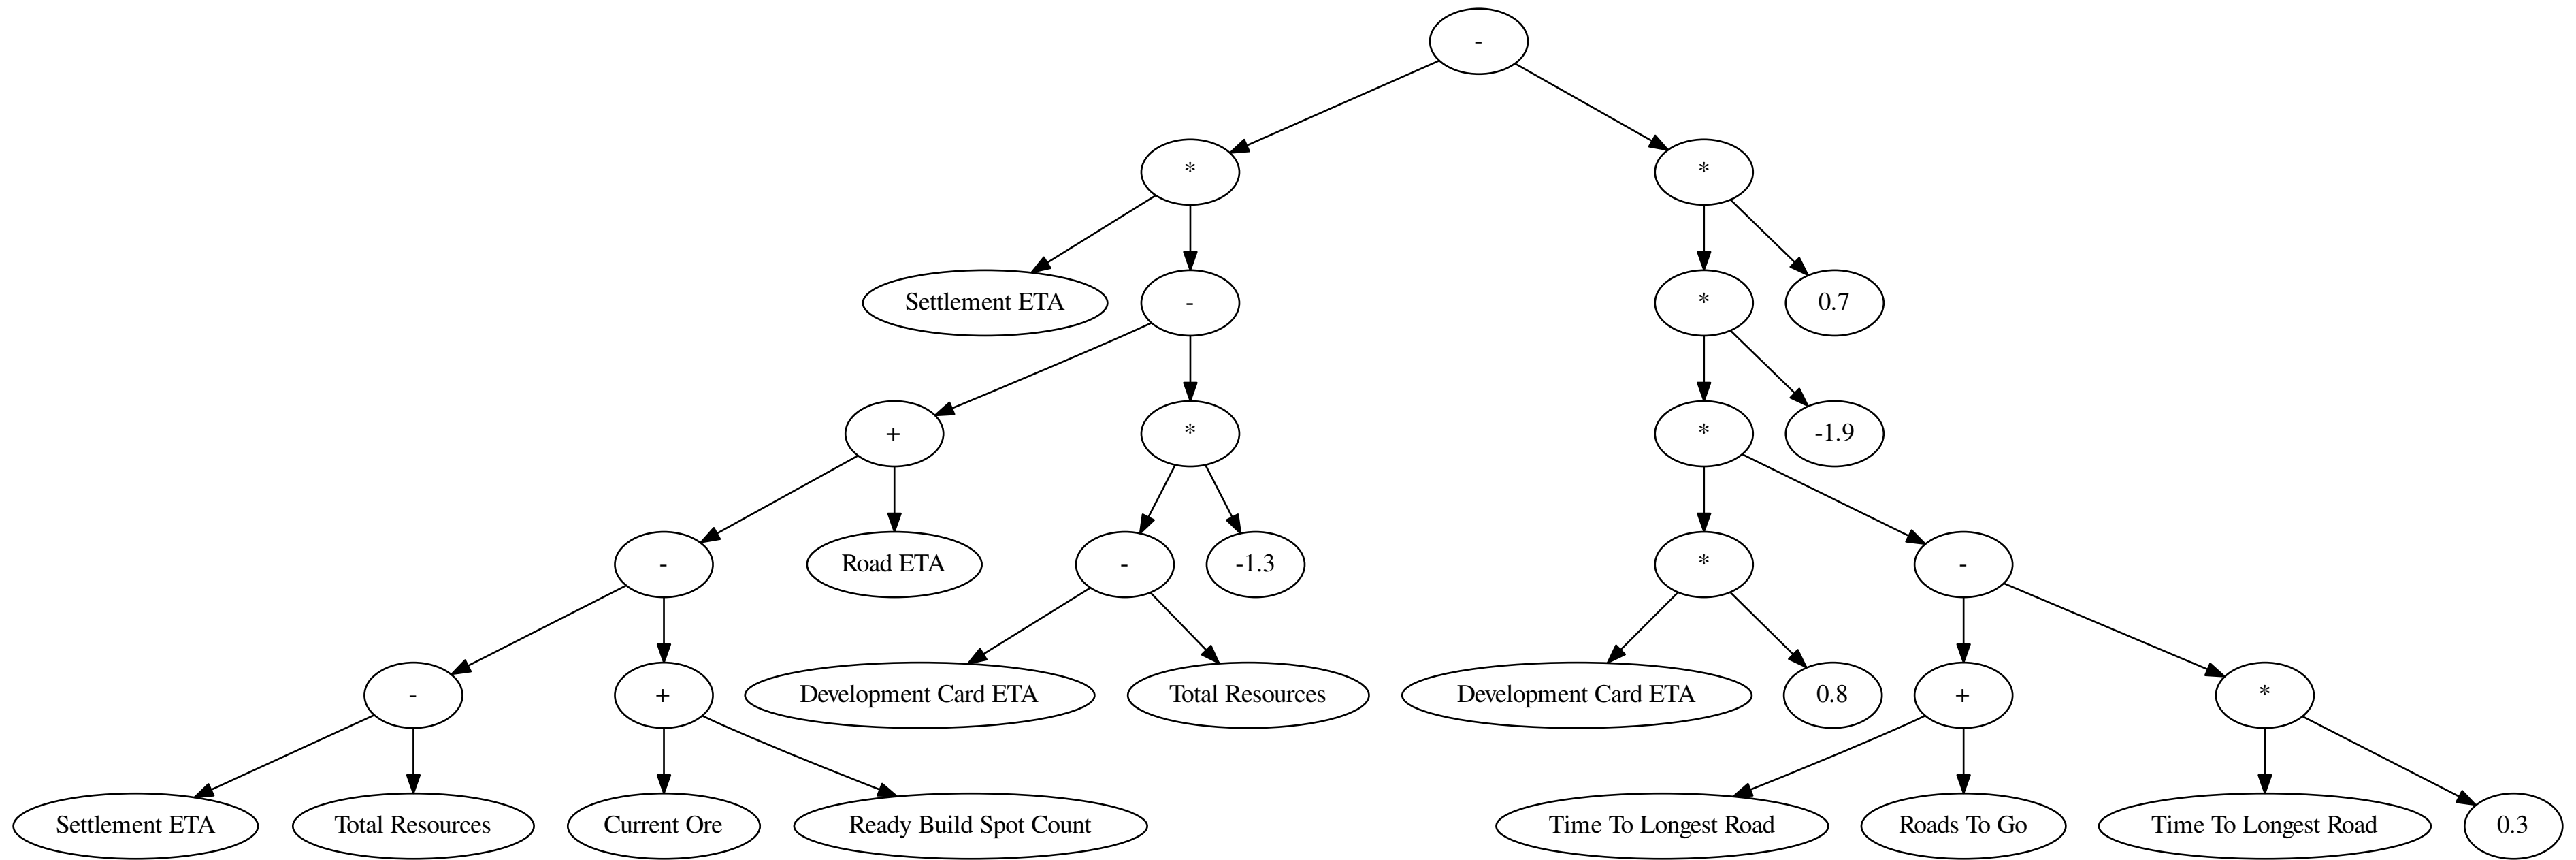 -
*
*
Settlement ETA
-
*
0.7
+
*
*
-1.9
-
Road ETA
-
-1.3
*
-
-
+
Development Card ETA
Total Resources
Development Card ETA
0.8
+
*
Settlement ETA
Total Resources
Current Ore
Ready Build Spot Count
Time To Longest Road
Roads To Go
Time To Longest Road
0.3